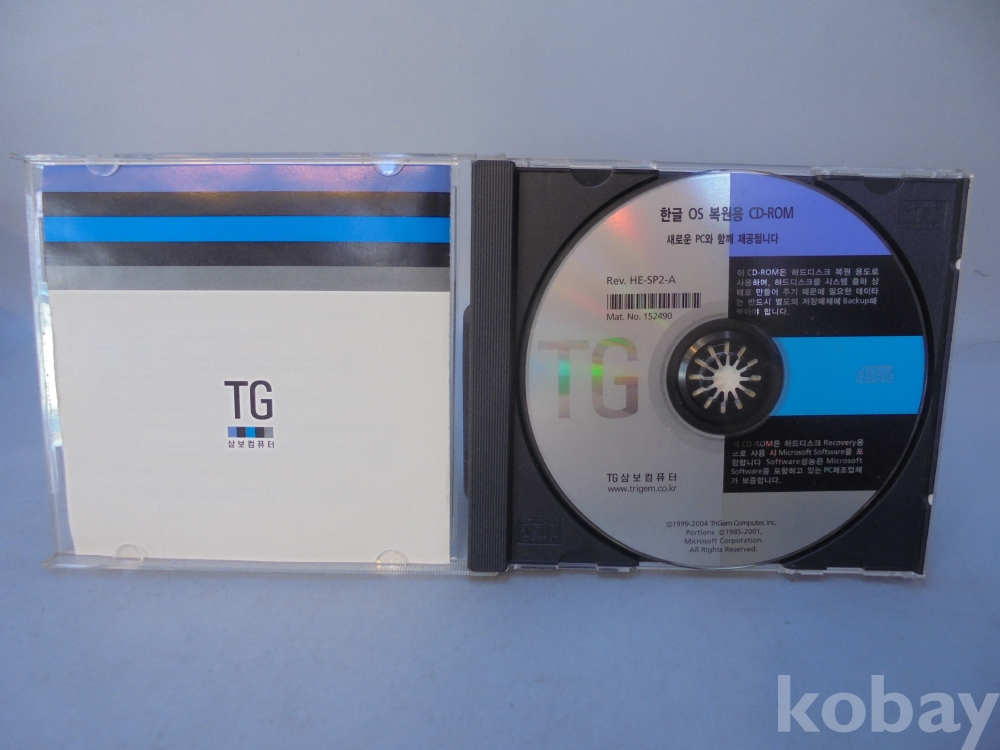 TG
삼보컴퓨터
한글 OS 복원용 CD-ROM
새로운 PC와 함께 제공됩니다
Rev. HE-SP2-A
Mat. No. 152490
이 CD-ROM은 하드디스크 복원 용도로
사용하며, 하드디스크를 시스템 출하 상
태로 만들어 주기 때문에 필요한 데이타
는 반드시 별도의 저장매체에 Backup해
놓아야 합니다.
TG
이 CD-ROM은 하드디스크 Recovery용
으로 사용 시 Microsoft Software를 포
함합니다. Software성능은 Microsoft
Software를 포함하고 있는 PC제조업체
가 보증합니다.
TG 삼보컴퓨터
www.trigem.co.kr
©1999-2004 TriGem Computer, Inc.
Portions ©1985-2001,
Microsoft Corporation.
All Rights Reserved.
kobay